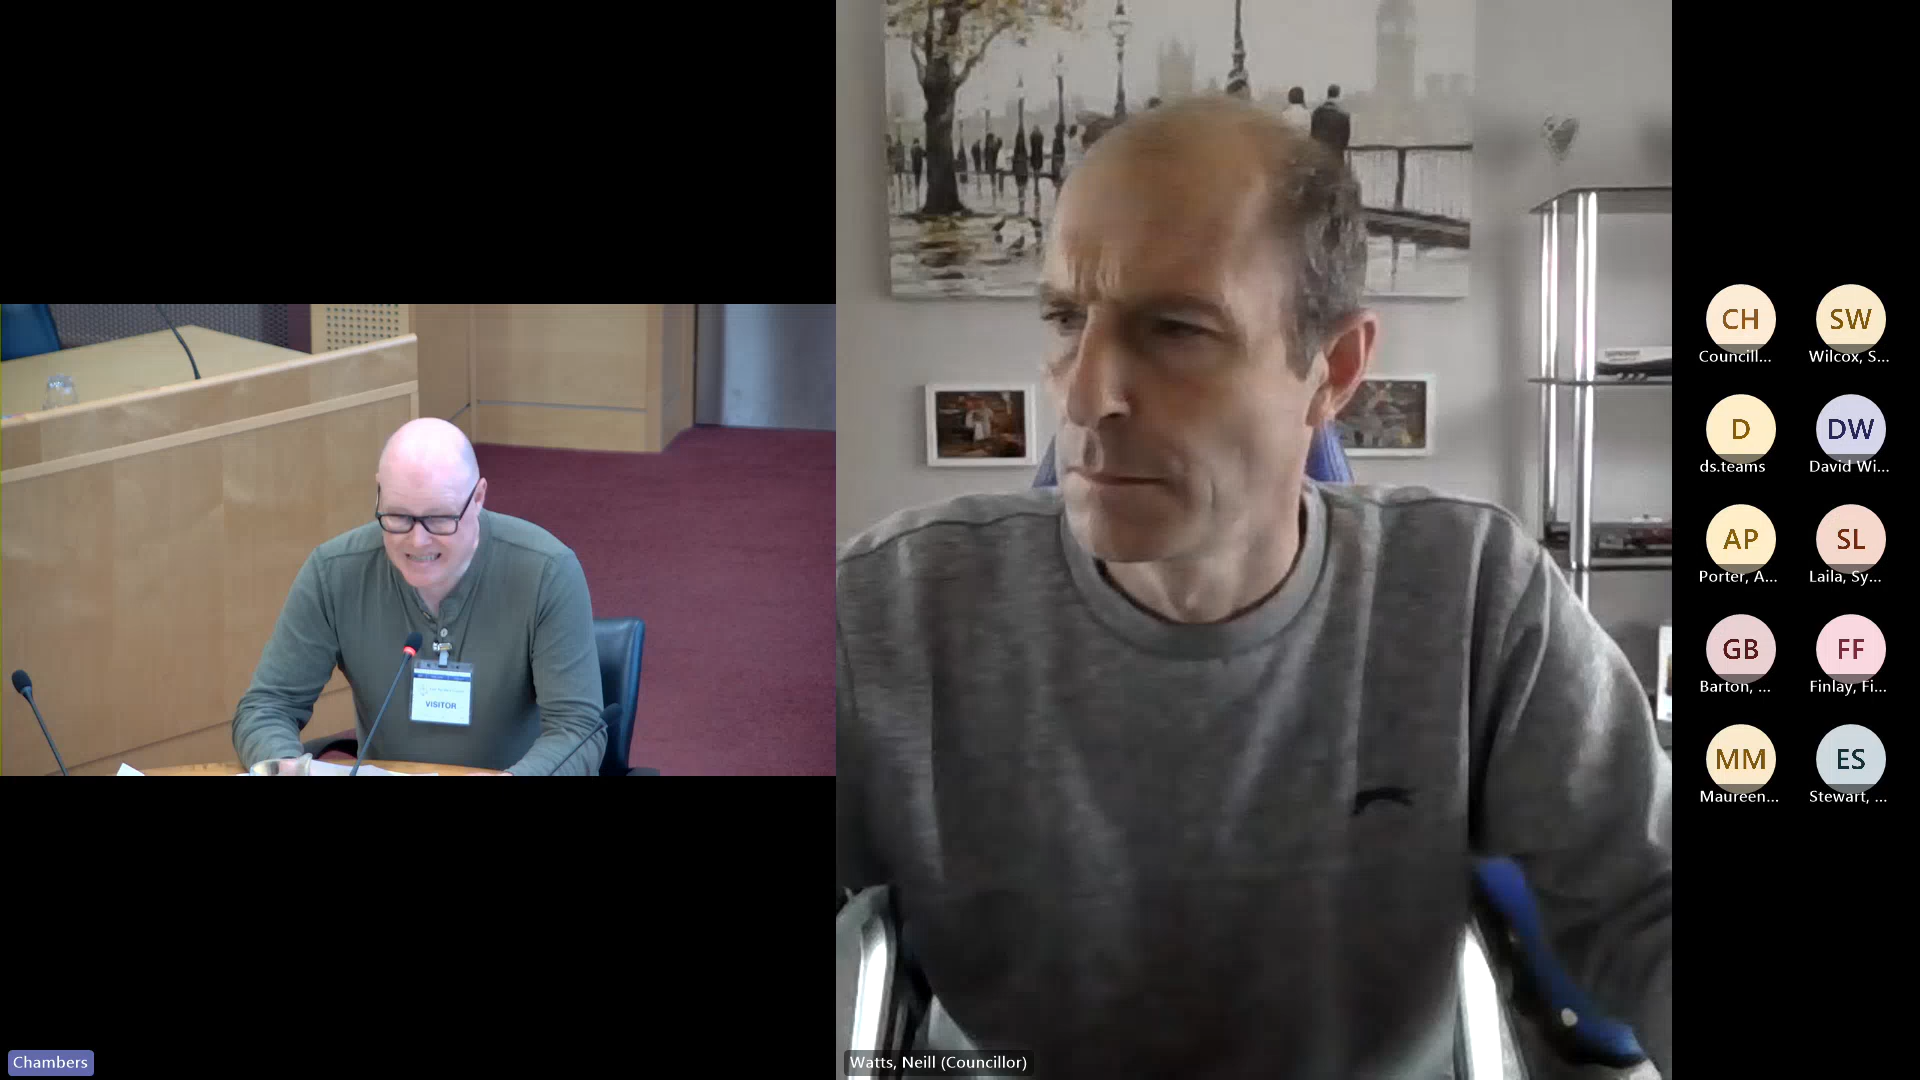 VISITOR
Chambers
Watts, Neill (Councillor)
CH
Councill...
SW
Wilcox, S...
D
ds.teams
DW
David Wi...
AP
Porter, A...
SL
Laila, Sy...
GB
Barton, ...
FF
Finlay, Fi...
MM
Maureen...
ES
Stewart, ...